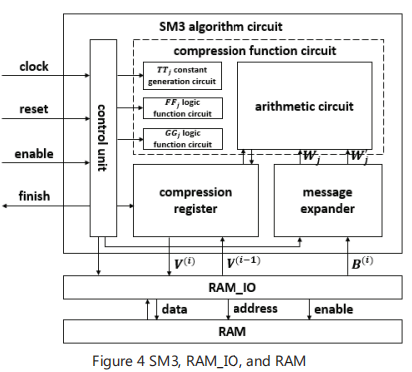 SM3 algorithm circuit
compression function circuit
clock
reset
enable
finish
control unit
TTⱼ constant
generation circuit
FFⱼ logic
function circuit
GGⱼ logic
function circuit
arithmetic circuit
Wⱼ W′ⱼ
compression
register
message
expander
V⁽ⁱ⁾ V⁽ⁱ⁻¹⁾ B⁽ⁱ⁾
RAM_IO
data address enable
RAM
Figure 4 SM3, RAM_IO, and RAM